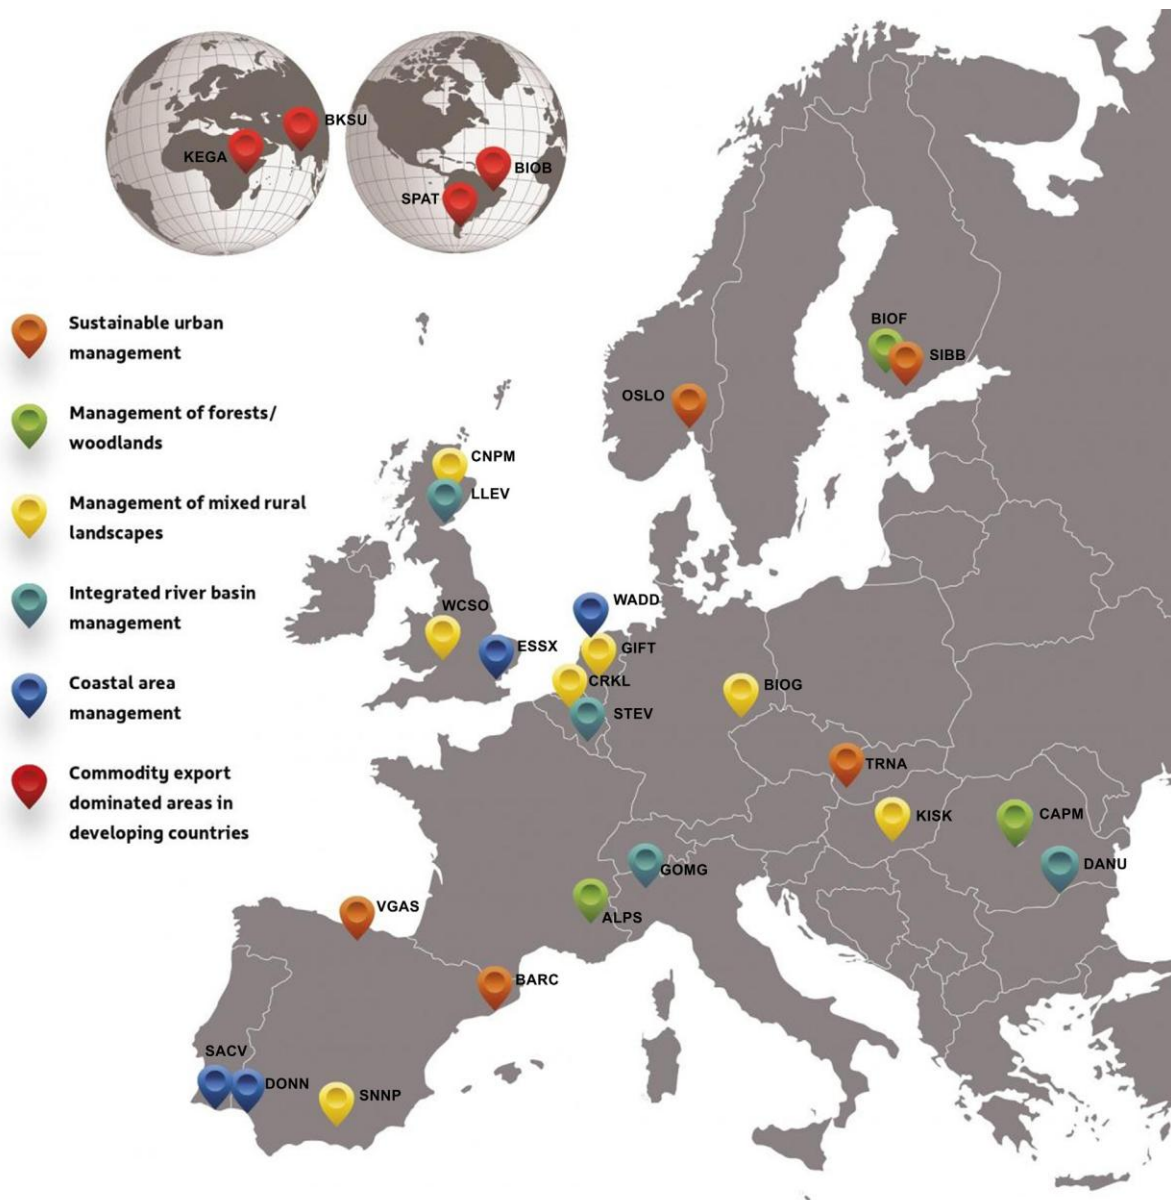 BKSU
KEGA
BIOB
SPAT
Sustainable urban
management
Management of forests/
woodlands
Management of mixed rural
landscapes
Integrated river basin
management
Coastal area
management
Commodity export
dominated areas in
developing countries
BIOF
SIBB
OSLO
CNPM
LLEV
WADD
WCSO
ESSX
GIFT
CRKL
BIOG
STEV
TRNA
KISK
CAPM
DANU
GOMG
VGAS
ALPS
BARC
SACV
DONN
SNNP